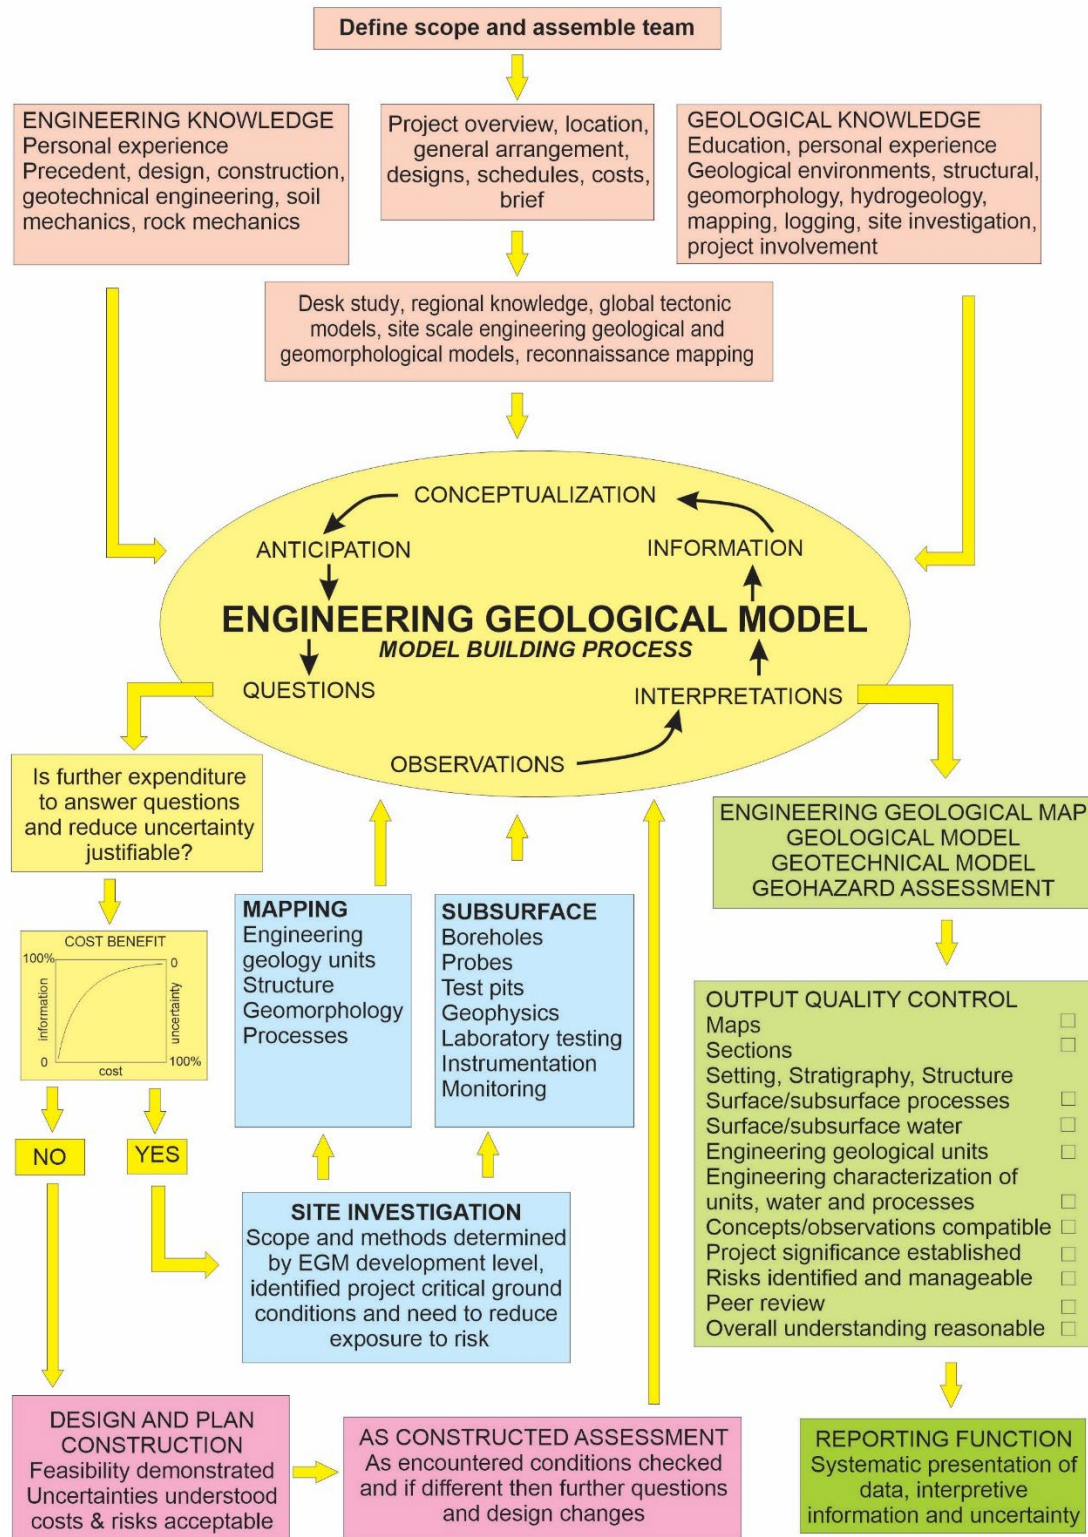 Define scope and assemble team
ENGINEERING KNOWLEDGE
Personal experience
Precedent, design, construction,
geotechnical engineering, soil
mechanics, rock mechanics
Project overview, location,
general arrangement,
designs, schedules, costs,
brief
GEOLOGICAL KNOWLEDGE
Education, personal experience
Geological environments, structural,
geomorphology, hydrogeology,
mapping, logging, site investigation,
project involvement
Desk study, regional knowledge, global tectonic
models, site scale engineering geological and
geomorphological models, reconnaissance mapping
CONCEPTUALIZATION
ANTICIPATION
INFORMATION
ENGINEERING GEOLOGICAL MODEL
MODEL BUILDING PROCESS
QUESTIONS
INTERPRETATIONS
OBSERVATIONS
Is further expenditure
to answer questions
and reduce uncertainty
justifiable?
COST BENEFIT
100%
0
information
uncertainty
0
100%
cost
NO
YES
MAPPING
Engineering
geology units
Structure
Geomorphology
Processes
SUBSURFACE
Boreholes
Probes
Test pits
Geophysics
Laboratory testing
Instrumentation
Monitoring
SITE INVESTIGATION
Scope and methods determined
by EGM development level,
identified project critical ground
conditions and need to reduce
exposure to risk
ENGINEERING GEOLOGICAL MAP
GEOLOGICAL MODEL
GEOTECHNICAL MODEL
GEOHAZARD ASSESSMENT
OUTPUT QUALITY CONTROL
Maps
Sections
Setting, Stratigraphy, Structure
Surface/subsurface processes
Surface/subsurface water
Engineering geological units
Engineering characterization of
units, water and processes
Concepts/observations compatible
Project significance established
Risks identified and manageable
Peer review
Overall understanding reasonable
DESIGN AND PLAN
CONSTRUCTION
Feasibility demonstrated
Uncertainties understood
costs & risks acceptable
AS CONSTRUCTED ASSESSMENT
As encountered conditions checked
and if different then further questions
and design changes
REPORTING FUNCTION
Systematic presentation of
data, interpretive
information and uncertainty